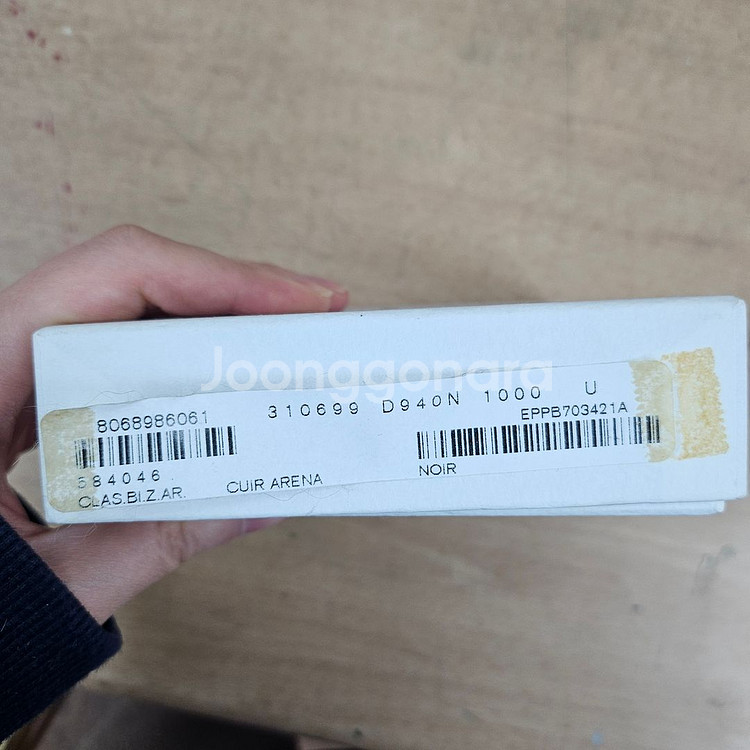 Joonggonara
310699 D940N 1000 U
8068986061
EPPB703421A
584046
CLAS.BI.Z.AR.
CUIR ARENA
NOIR